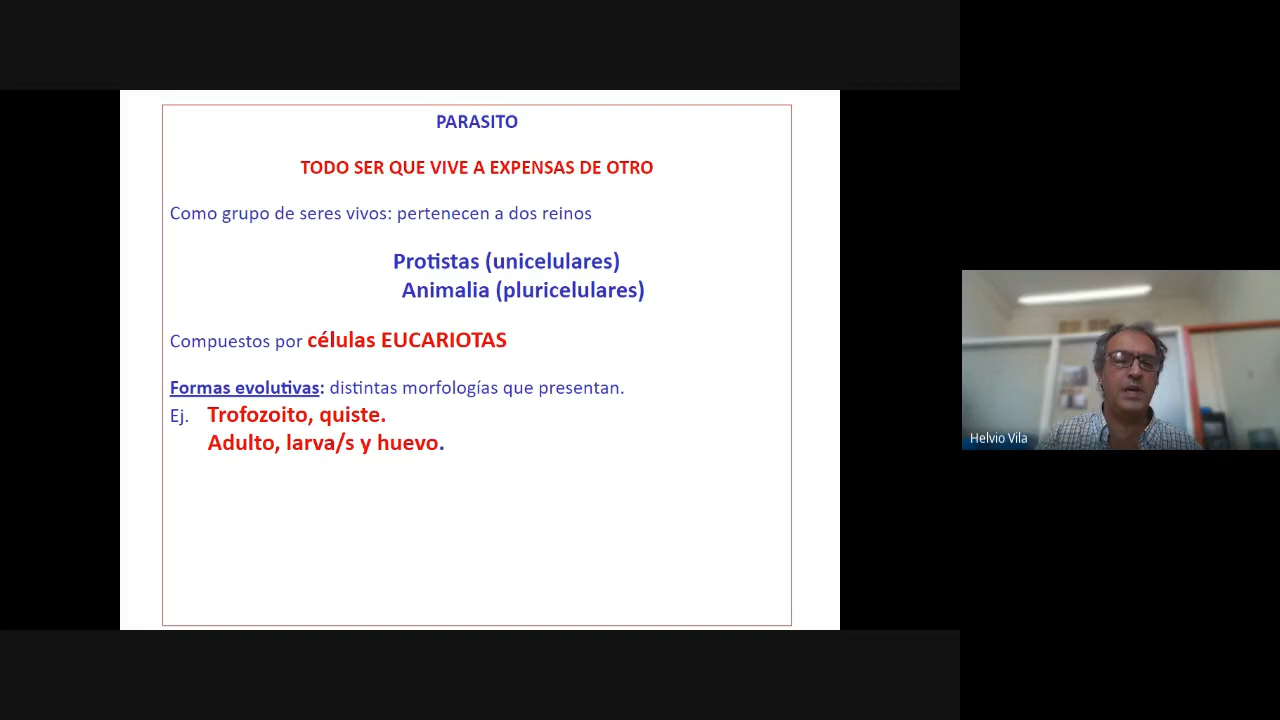 PARASITO
TODO SER QUE VIVE A EXPENSAS DE OTRO
Como grupo de seres vivos: pertenecen a dos reinos
Protistas (unicelulares)
Animalia (pluricelulares)
Compuestos por células EUCARIOTAS
Formas evolutivas: distintas morfologías que presentan.
Ej. Trofozoito, quiste.
Adulto, larva/s y huevo.
Helvio Vila